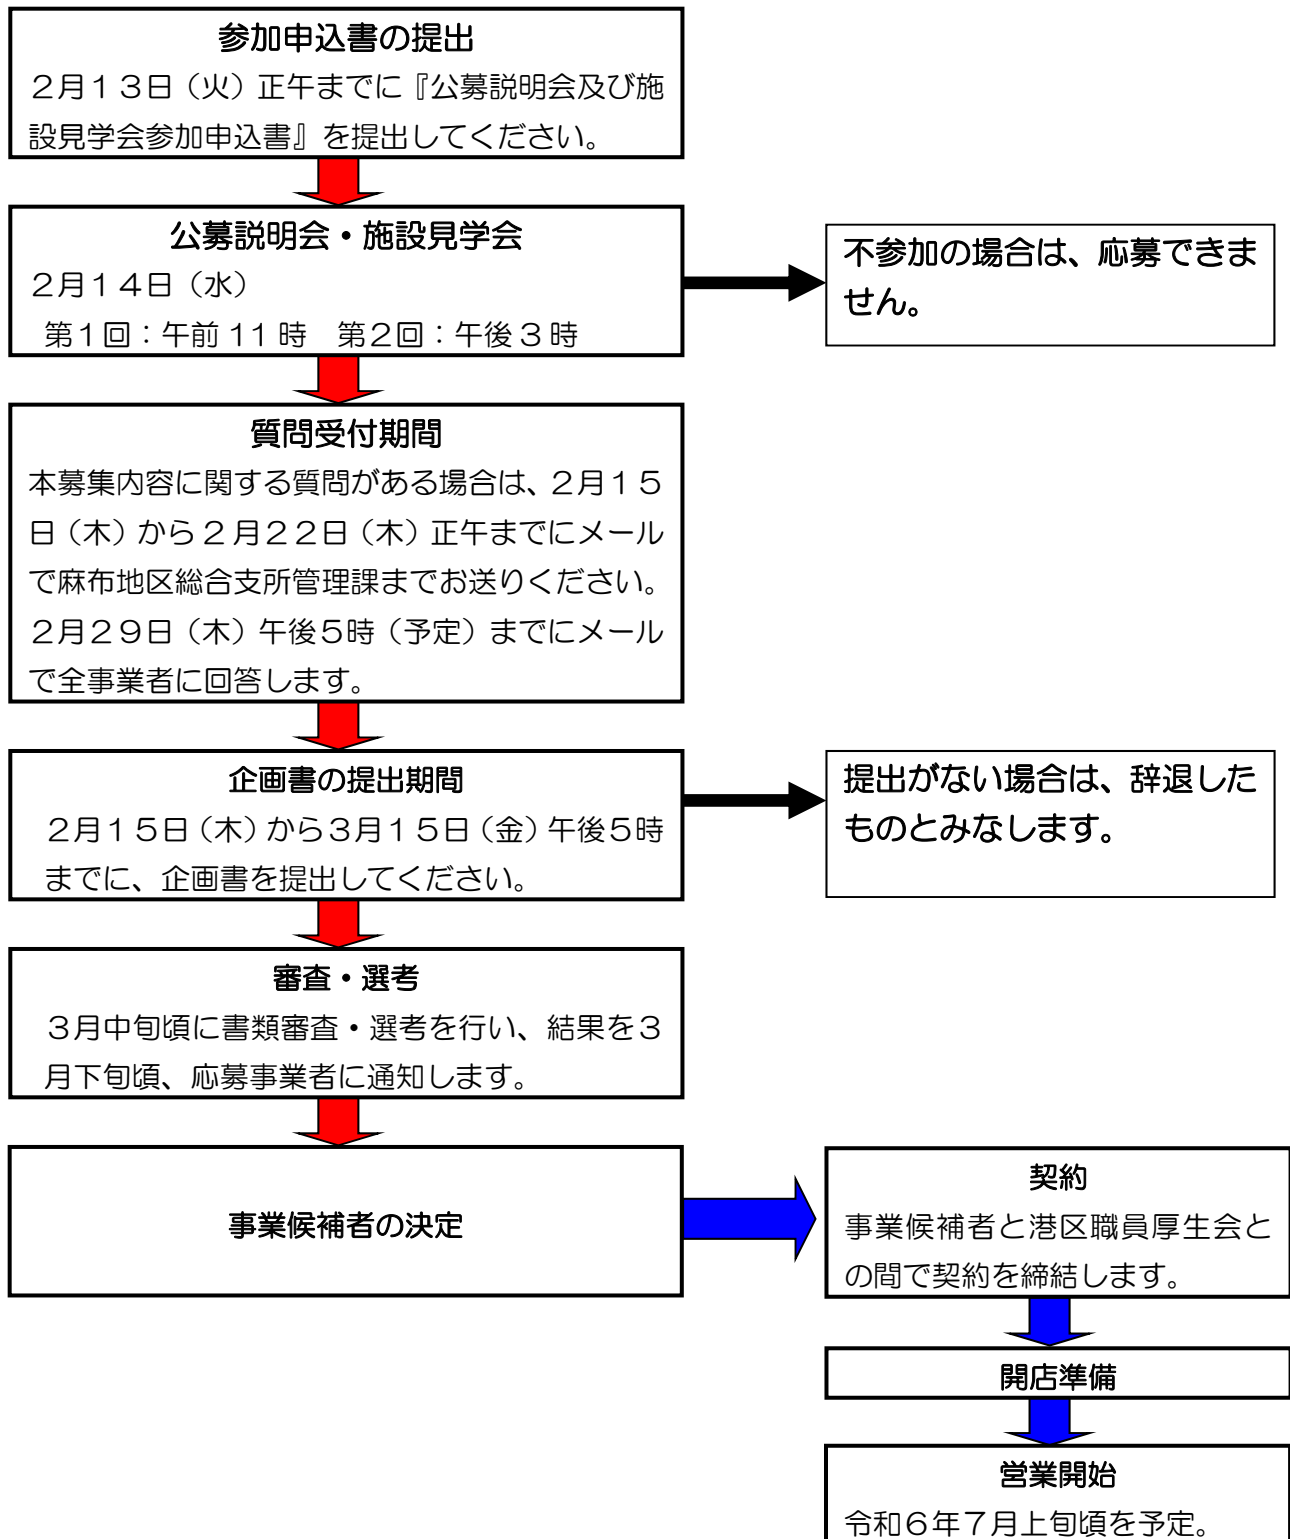 参加申込書の提出
２月１３日（火）正午までに『公募説明会及び施
設見学会参加申込書』を提出してください。
公募説明会・施設見学会
２月１４日（水）
第１回：午前 11 時　第２回：午後３時
不参加の場合は、応募できま
せん。
質問受付期間
本募集内容に関する質問がある場合は、２月１５
日（木）から２月２２日（木）正午までにメール
で麻布地区総合支所管理課までお送りください。
２月２９日（木）午後５時（予定）までにメール
で全事業者に回答します。
企画書の提出期間
２月１５日（木）から３月１５日（金）午後５時
までに、企画書を提出してください。
提出がない場合は、辞退した
ものとみなします。
審査・選考
３月中旬頃に書類審査・選考を行い、結果を３
月下旬頃、応募事業者に通知します。
事業候補者の決定
契約
事業候補者と港区職員厚生会と
の間で契約を締結します。
開店準備
営業開始
令和６年７月上旬頃を予定。